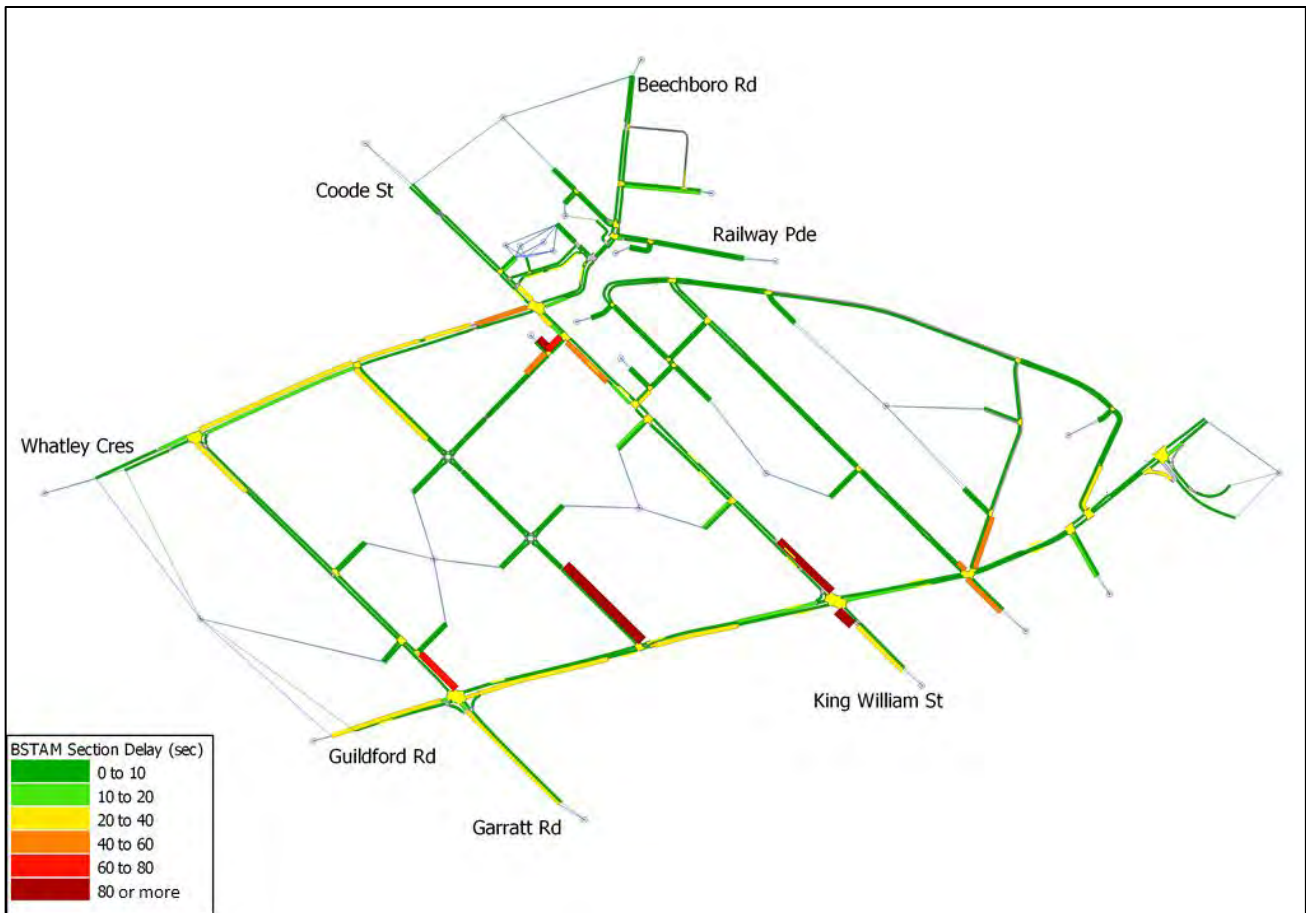 Beechboro Rd
Coode St
Railway Pde
Whatley Cres
King William St
Guildford Rd
Garratt Rd
BSTAM Section Delay (sec)
0 to 10
10 to 20
20 to 40
40 to 60
60 to 80
80 or more